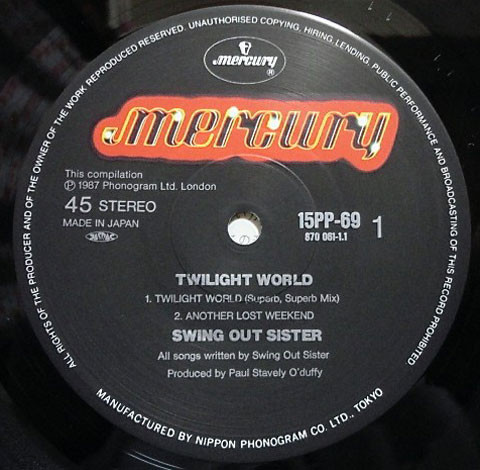 ALL RIGHTS OF THE PRODUCER AND OF THE OWNER OF THE WORK REPRODUCED RESERVED. UNAUTHORISED COPYING, HIRING, LENDING, PUBLIC PERFORMANCE AND BROADCASTING OF THIS RECORD PROHIBITED
mercury
®
mercury
This compilation
Ⓟ 1987 Phonogram Ltd. London
45 STEREO
MADE IN JAPAN
15PP-69 1
870 061-1.1
TWILIGHT WORLD
1. TWILIGHT WORLD (Superb, Superb Mix)
2. ANOTHER LOST WEEKEND
SWING OUT SISTER
All songs written by Swing Out Sister
Produced by Paul Stavely O'duffy
MANUFACTURED BY NIPPON PHONOGRAM CO. LTD., TOKYO